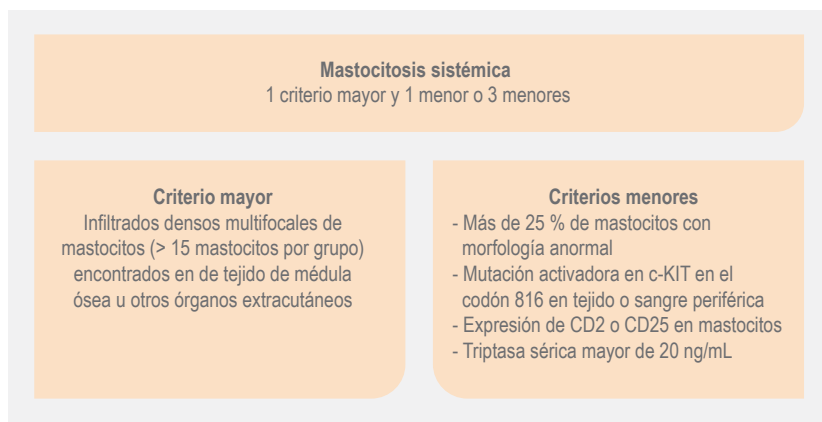 Mastocitosis sistémica
1 criterio mayor y 1 menor o 3 menores
Criterio mayor
Infiltrados densos multifocales de
mastocitos (> 15 mastocitos por grupo)
encontrados en de tejido de médula
ósea u otros órganos extracutáneos
Criterios menores
- Más de 25 % de mastocitos con
morfología anormal
- Mutación activadora en c-KIT en el
codón 816 en tejido o sangre periférica
- Expresión de CD2 o CD25 en mastocitos
- Triptasa sérica mayor de 20 ng/mL